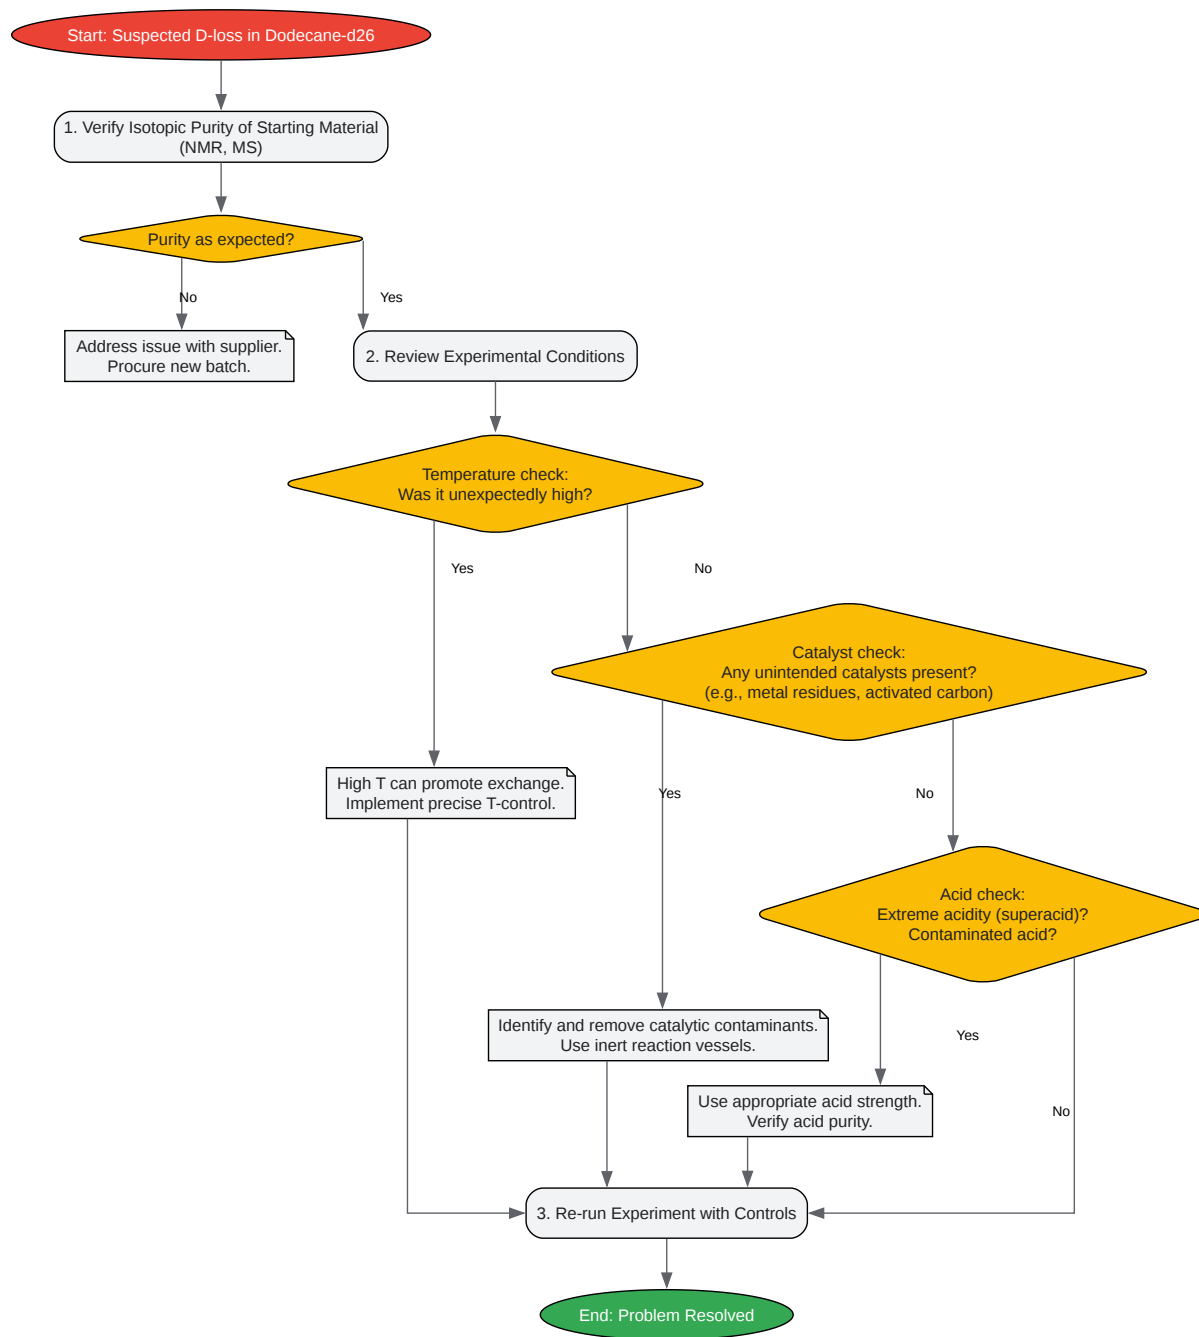 Start: Suspected D-loss in Dodecane-d26
1. Verify Isotopic Purity of Starting Material
(NMR, MS)
Purity as expected?
No
Yes
Address issue with supplier.
Procure new batch.
2. Review Experimental Conditions
Temperature check:
Was it unexpectedly high?
Yes
No
Catalyst check:
Any unintended catalysts present?
(e.g., metal residues, activated carbon)
High T can promote exchange.
Implement precise T-control.
Yes
No
Acid check:
Extreme acidity (superacid)?
Contaminated acid?
Identify and remove catalytic contaminants.
Use inert reaction vessels.
Yes
Use appropriate acid strength.
Verify acid purity.
No
3. Re-run Experiment with Controls
End: Problem Resolved